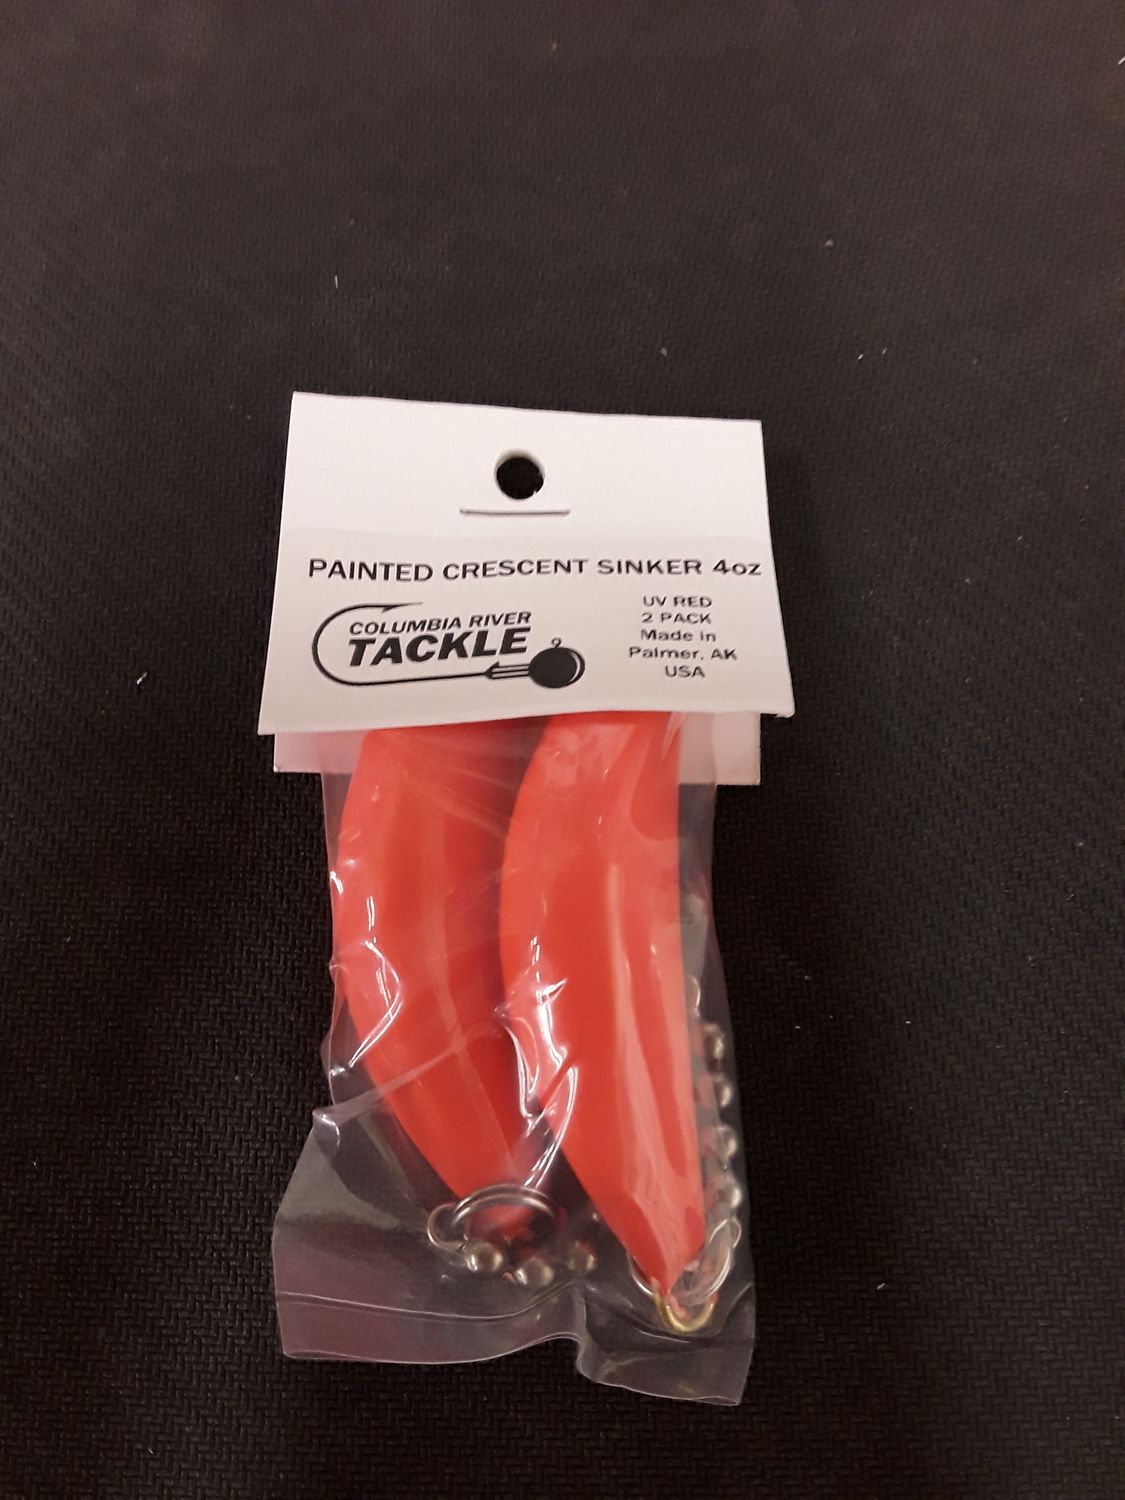 PAINTED CRESCENT SINKER 4oz
COLUMBIA RIVER
TACKLE
UV RED
2 PACK
Made in
Palmer, AK
USA